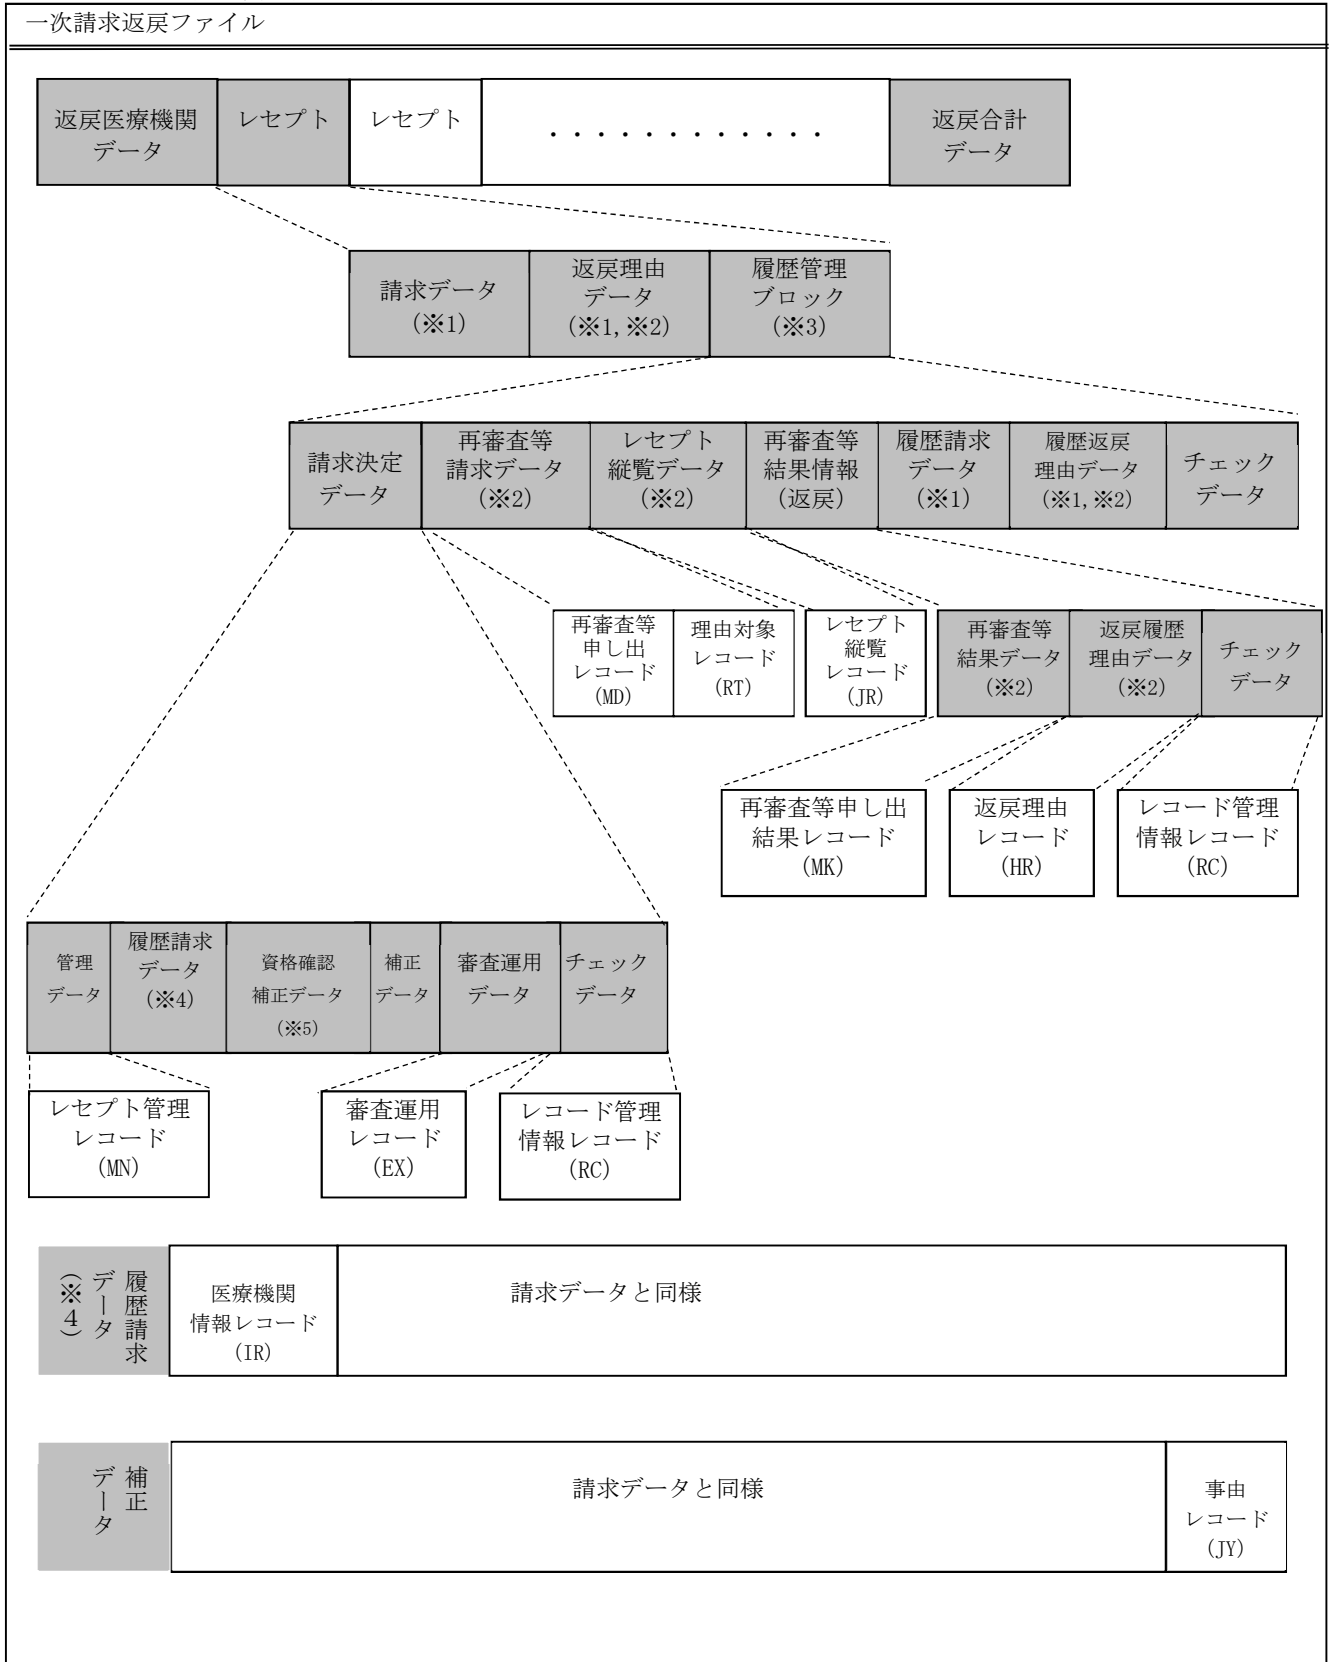 一次請求返戻ファイル
返戻医療機関
データ
レセプト
レセプト
・・・・・・・・・・・・
返戻合計
データ
請求データ
(※1)
返戻理由
データ
(※1,※2)
履歴管理
ブロック
(※3)
請求決定
データ
再審査等
請求データ
(※2)
レセプト
縦覧データ
(※2)
再審査等
結果情報
(返戻)
履歴請求
データ
(※1)
履歴返戻
理由データ
(※1,※2)
チェック
データ
再審査等
申し出
レコード
(MD)
理由対象
レコード
(RT)
レセプト
縦覧
レコード
(JR)
再審査等
結果データ
(※2)
返戻履歴
理由データ
(※2)
チェック
データ
再審査等申し出
結果レコード
(MK)
返戻理由
レコード
(HR)
レコード管理
情報レコード
(RC)
管理
データ
履歴請求
データ
(※4)
資格確認
補正データ
(※5)
補正
データ
審査運用
データ
チェック
データ
レセプト管理
レコード
(MN)
審査運用
レコード
(EX)
レコード管理
情報レコード
(RC)
履歴請求
データ
(※4)
医療機関
情報レコード
(IR)
請求データと同様
補正
データ
請求データと同様
事由
レコード
(JY)